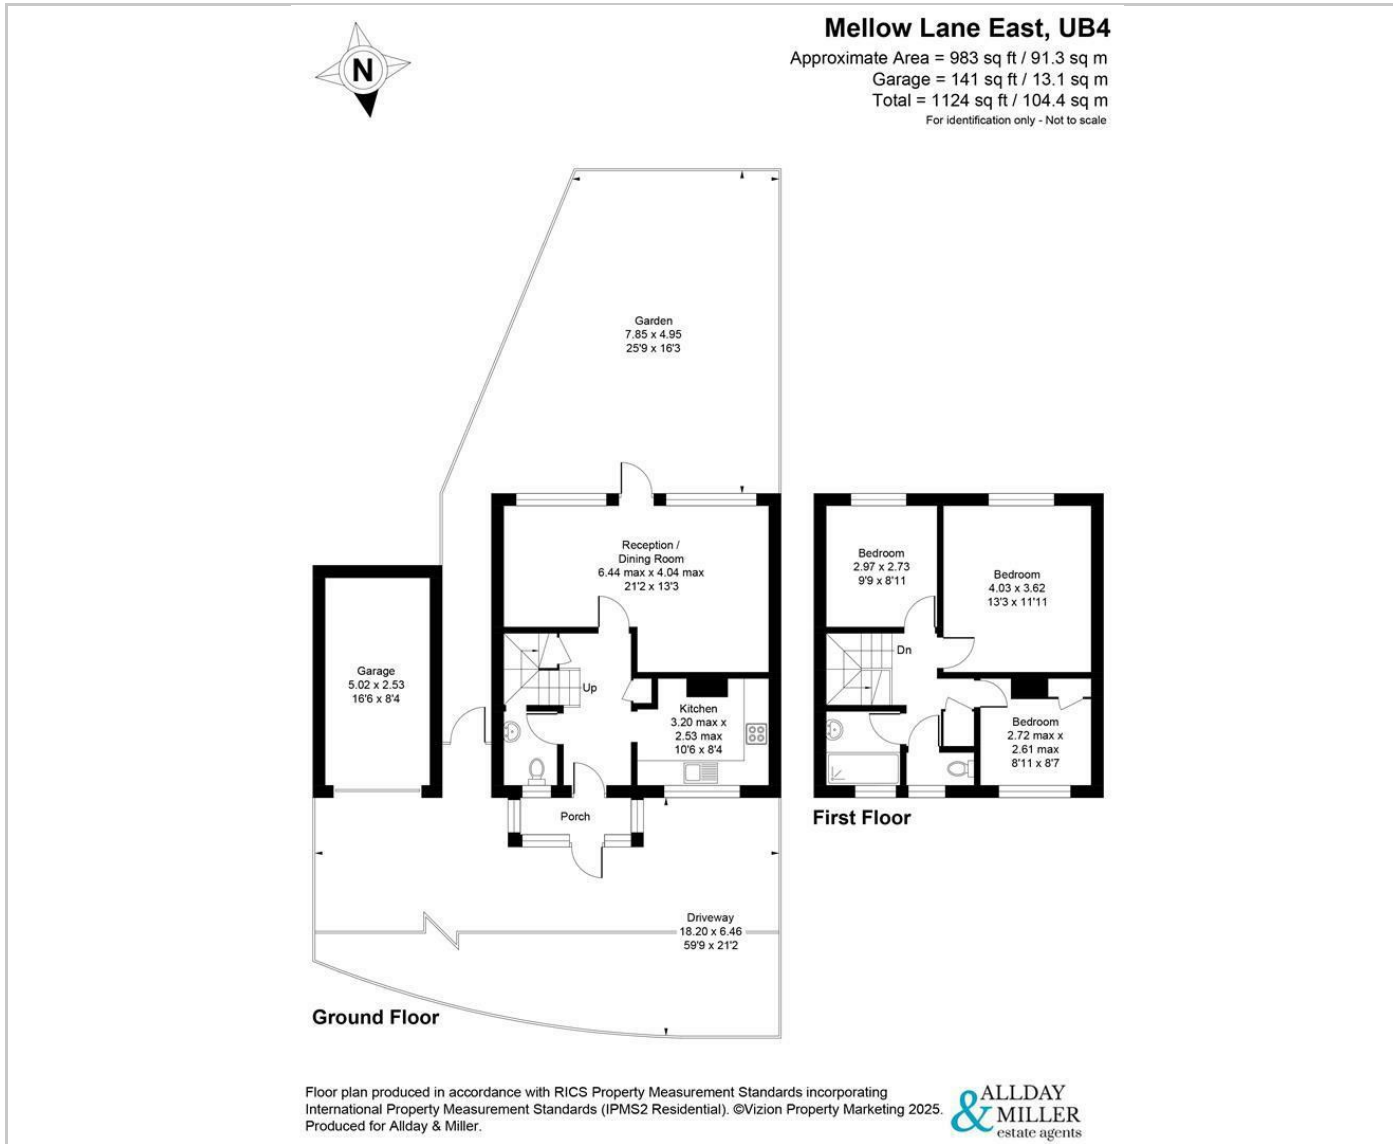 Mellow Lane East, UB4
Approximate Area = 983 sq ft / 91.3 sq m
Garage = 141 sq ft / 13.1 sq m
Total = 1124 sq ft / 104.4 sq m
For identification only - Not to scale
N
Garden
7.85 x 4.95
25'9 x 16'3
Reception /
Dining Room
6.44 max x 4.04 max
21'2 x 13'3
Bedroom
2.97 x 2.73
9'9 x 8'11
Bedroom
4.03 x 3.62
13'3 x 11'11
Garage
5.02 x 2.53
16'6 x 8'4
Up
Dn
Kitchen
3.20 max x
2.53 max
10'6 x 8'4
Bedroom
2.72 max x
2.61 max
8'11 x 8'7
Porch
First Floor
Driveway
18.20 x 6.46
59'9 x 21'2
Ground Floor
Floor plan produced in accordance with RICS Property Measurement Standards incorporating
International Property Measurement Standards (IPMS2 Residential). ©Vizion Property Marketing 2025.
Produced for Allday & Miller.
ALLDAY
& MILLER
estate agents